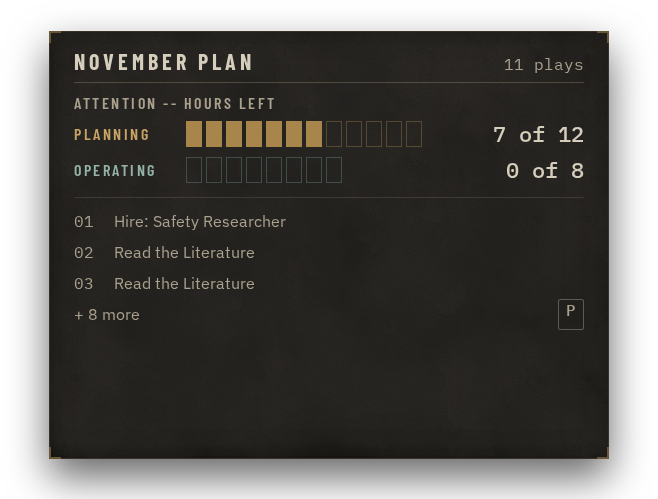 NOVEMBER PLAN 11 plays
ATTENTION -- HOURS LEFT
PLANNING 7 of 12
OPERATING 0 of 8
01 Hire: Safety Researcher
02 Read the Literature
03 Read the Literature
+ 8 more P